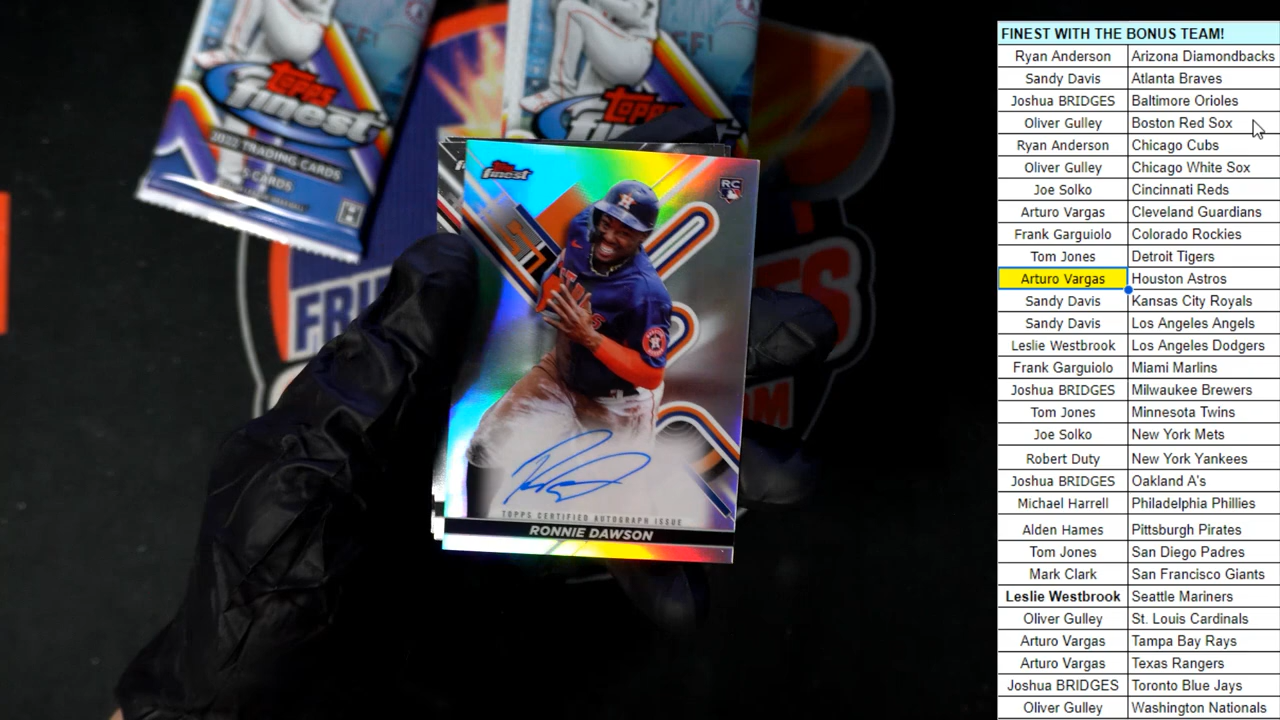 Topps
finest
2022 TRADING CARDS
CARDS
Topps
finest
Topps
finest
RC
TOPPS CERTIFIED AUTOGRAPH ISSUE
RONNIE DAWSON
FINEST WITH THE BONUS TEAM!
Ryan Anderson Arizona Diamondbacks
Sandy Davis Atlanta Braves
Joshua BRIDGES Baltimore Orioles
Oliver Gulley Boston Red Sox
Ryan Anderson Chicago Cubs
Oliver Gulley Chicago White Sox
Joe Solko Cincinnati Reds
Arturo Vargas Cleveland Guardians
Frank Garguiolo Colorado Rockies
Tom Jones Detroit Tigers
Arturo Vargas Houston Astros
Sandy Davis Kansas City Royals
Sandy Davis Los Angeles Angels
Leslie Westbrook Los Angeles Dodgers
Frank Garguiolo Miami Marlins
Joshua BRIDGES Milwaukee Brewers
Tom Jones Minnesota Twins
Joe Solko New York Mets
Robert Duty New York Yankees
Joshua BRIDGES Oakland A's
Michael Harrell Philadelphia Phillies
Alden Hames Pittsburgh Pirates
Tom Jones San Diego Padres
Mark Clark San Francisco Giants
Leslie Westbrook Seattle Mariners
Oliver Gulley St. Louis Cardinals
Arturo Vargas Tampa Bay Rays
Arturo Vargas Texas Rangers
Joshua BRIDGES Toronto Blue Jays
Oliver Gulley Washington Nationals